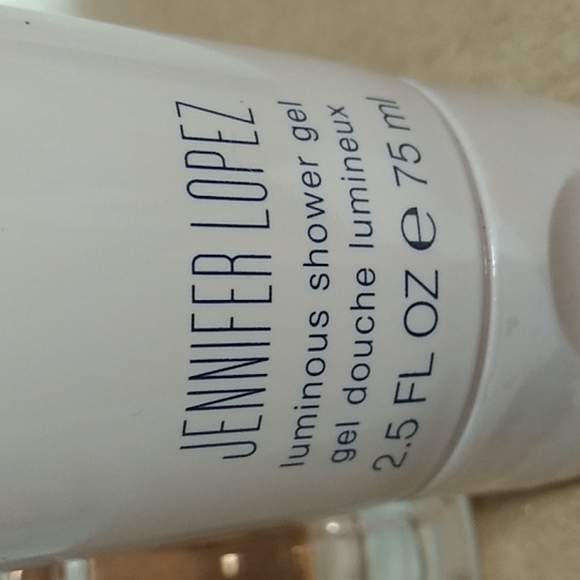 JENNIFER LOPEZ
luminous shower gel
gel douche lumineux
2.5 FL OZ ℮ 75 ml